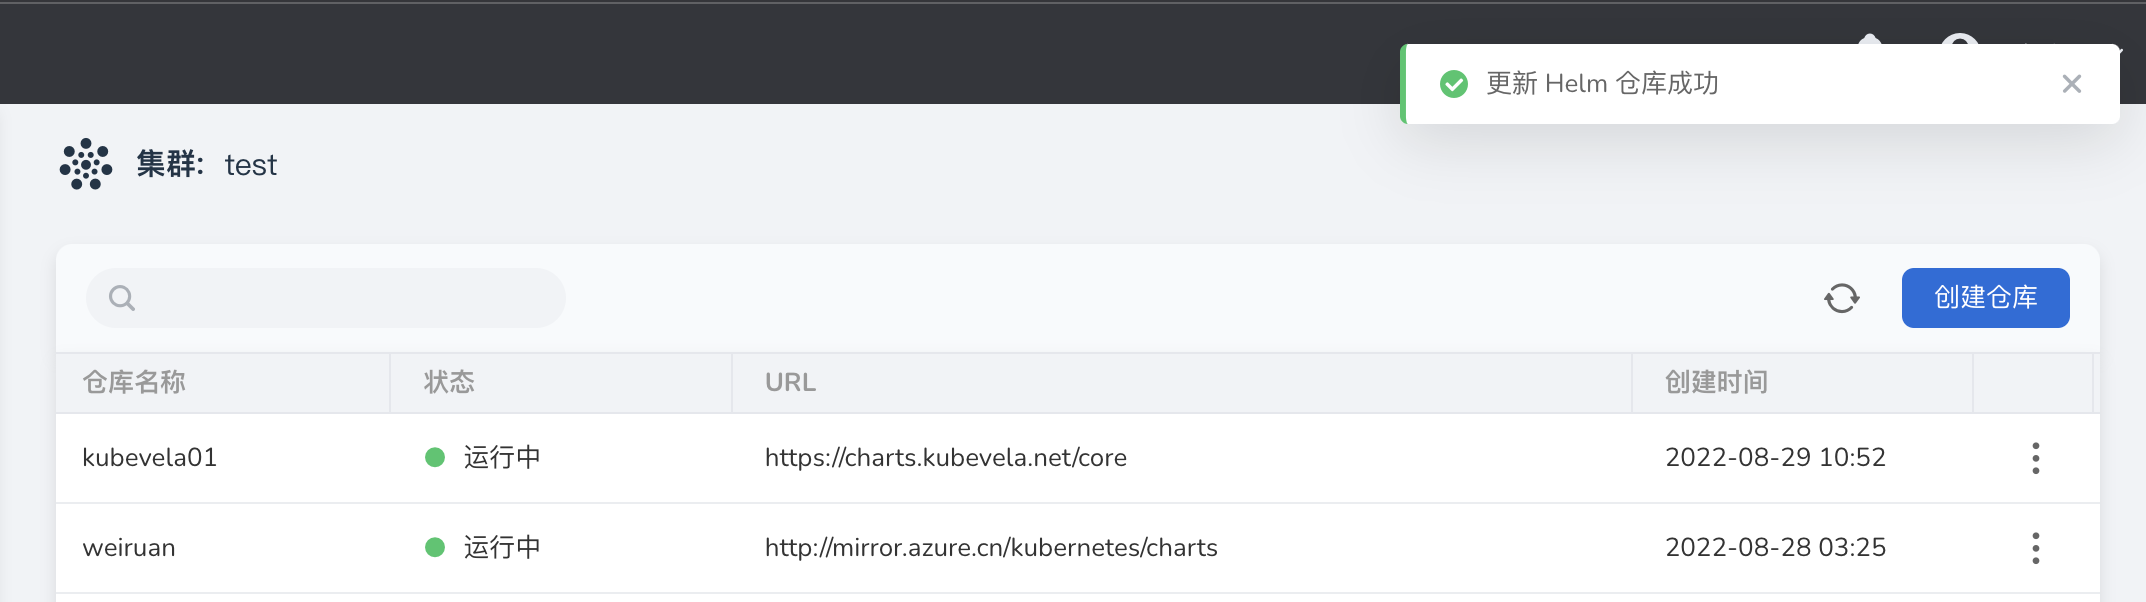 更新 Helm 仓库成功
集群: test
创建仓库
仓库名称 状态 URL 创建时间
kubevela01 运行中 https://charts.kubevela.net/core 2022-08-29 10:52
weiruan 运行中 http://mirror.azure.cn/kubernetes/charts 2022-08-28 03:25